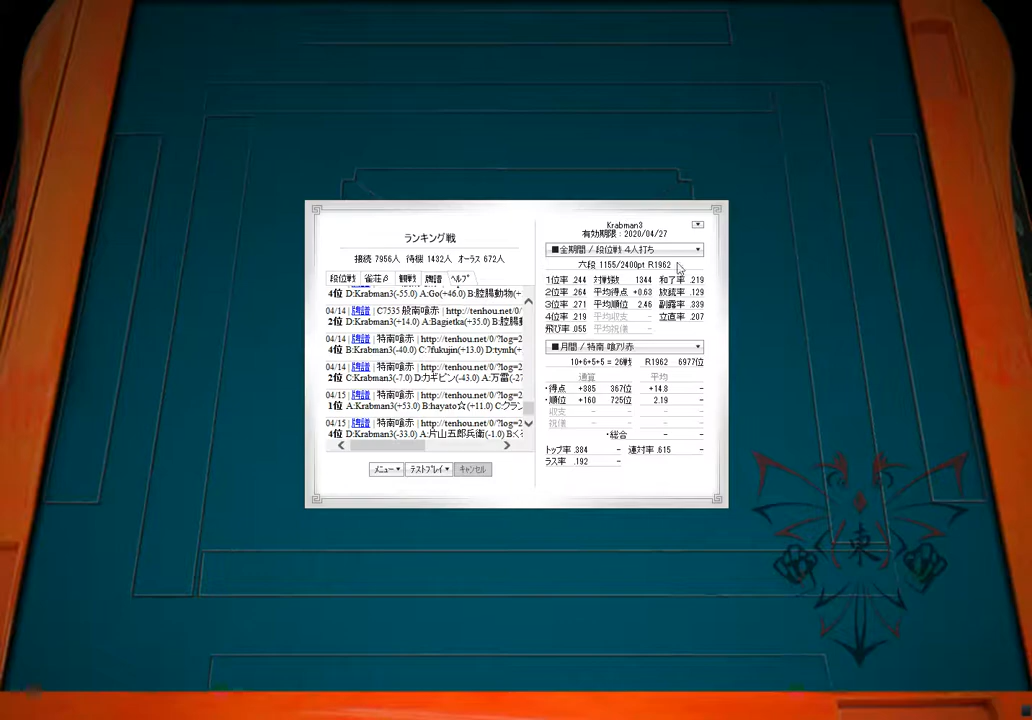 ランキング戦
接続 7956人 待機 1432人 オーラス 672人
段位戦 雀荘β 観戦 牌譜 ヘルプ
4位 D:Krabman3(-55.0) A:Go(+46.0) B:腔腸動物(+
04/14 | 牌譜 | C7535 般南喰赤 | http://tenhou.net/0/
2位 D:Krabman3(+14.0) A:Bagietka(+35.0) B:腔腸動
04/14 | 牌譜 | 特南喰赤 | http://tenhou.net/0/?log=2
4位 B:Krabman3(-40.0) C:7fukujin(+13.0) D:tymh(+
04/14 | 牌譜 | 特南喰赤 | http://tenhou.net/0/?log=2
2位 C:Krabman3(-7.0) D:カギピン(-43.0) A:万雷(-27
04/15 | 牌譜 | 特南喰赤 | http://tenhou.net/0/?log=2
1位 A:Krabman3(+53.0) B:hayato☆(+11.0) C:クラン
04/15 | 牌譜 | 特南喰赤 | http://tenhou.net/0/?log=2
4位 D:Krabman3(-33.0) A:片山五郎兵衛(-1.0) B:く
メニュー▼ テストプレイ▼ キャンセル
Krabman3
有効期限 : 2020/04/27
■全期間 / 段位戦 4人打ち
六段 1155/2400pt R1962
1位率 .244 対戦数 1344 和了率 .219
2位率 .264 平均得点 +0.63 放銃率 .129
3位率 .271 平均順位 2.46 副露率 .339
4位率 .219 平均収支 - 立直率 .207
飛び率 .055 平均祝儀 -
■月間 / 特南 喰アリ赤
10+6+5+5 = 26戦 R1962 6977位
通算 平均
・得点 +385 367位 +14.8 -
・順位 +160 725位 2.19 -
収支 - - - -
祝儀 - - - -
・総合 - -
トップ率 .384 - 連対率 .615 -
ラス率 .192 -
東